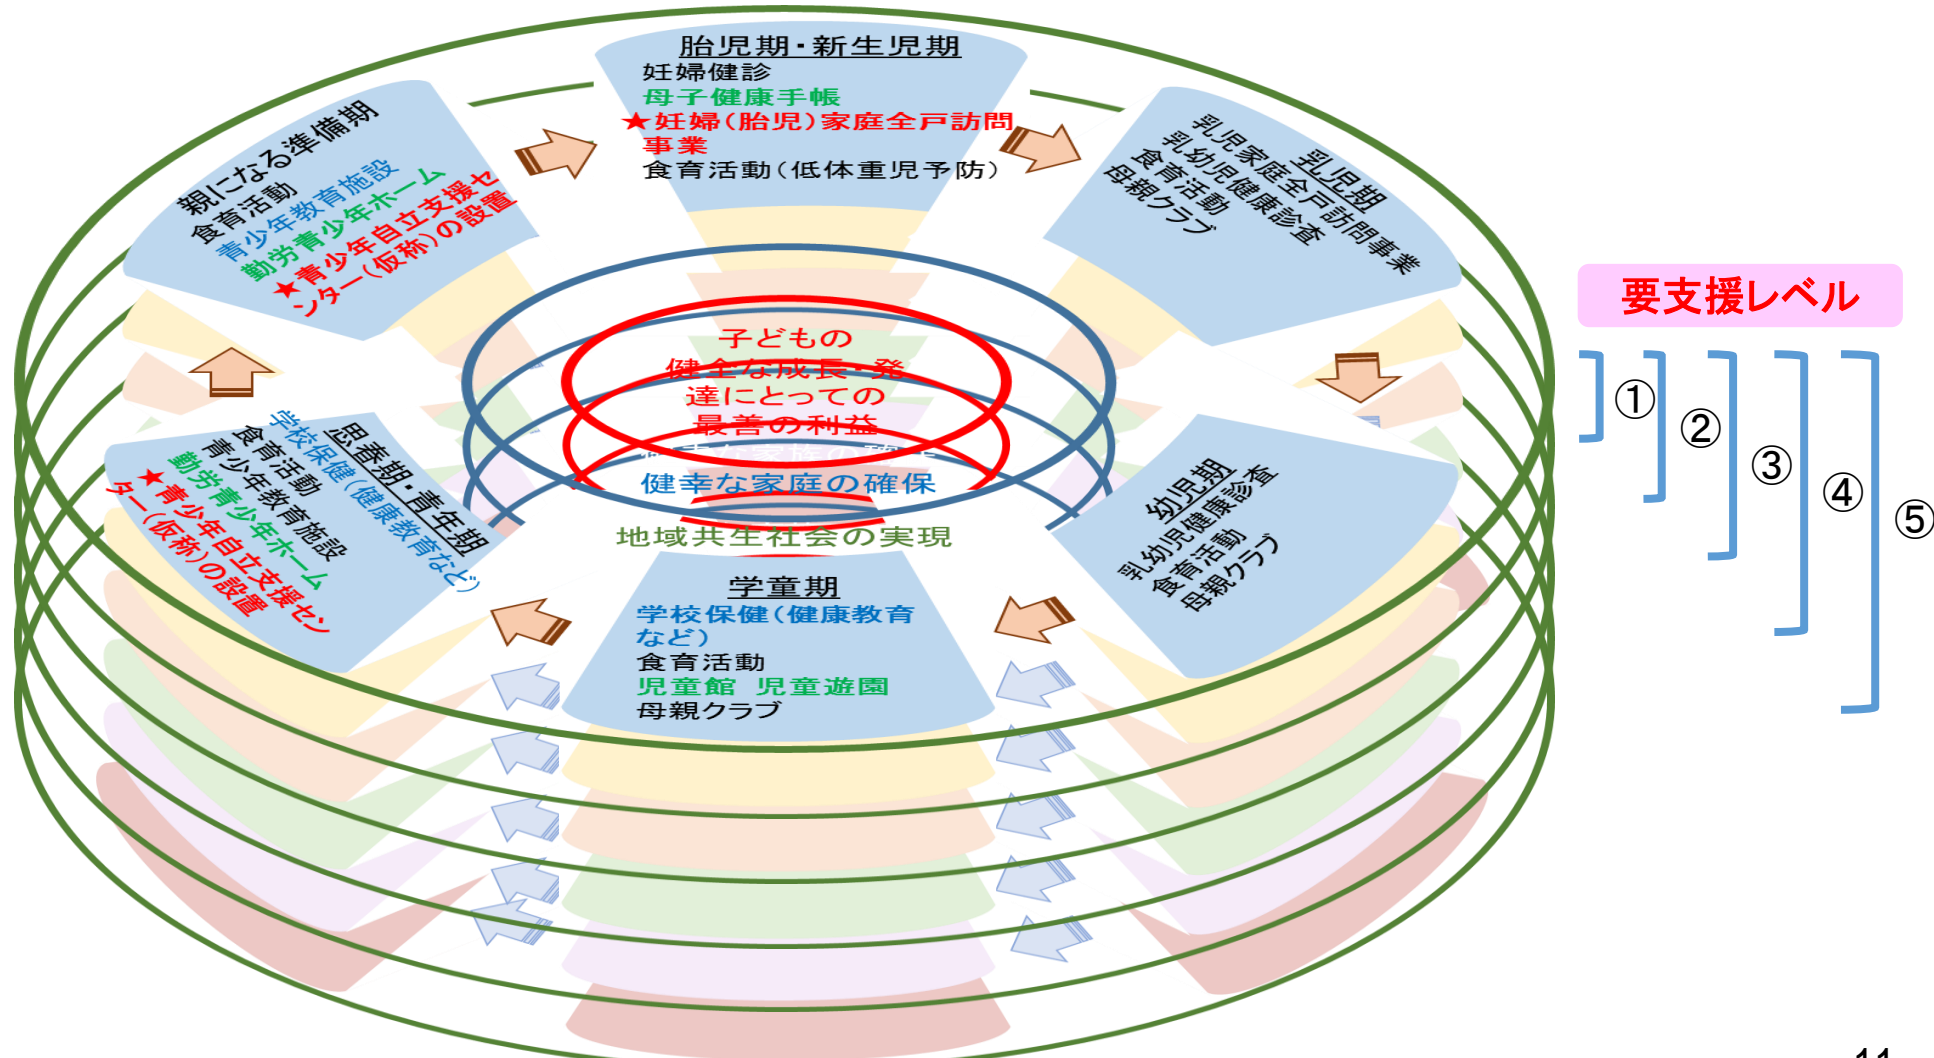 胎児期・新生児期
妊婦健診
母子健康手帳
★妊婦(胎児)家庭全戸訪問
事業
食育活動(低体重児予防)
乳児期
乳児家庭全戸訪問事業
乳幼児健康診査
食育活動
母親クラブ
幼児期
乳幼児健康診査
食育活動
母親クラブ
学童期
学校保健(健康教育
など)
食育活動
児童館 児童遊園
母親クラブ
思春期・青年期
学校保健(健康教育など)
食育活動
青少年教育施設
勤労青少年ホーム
★青少年自立支援セン
ター(仮称)の設置
親になる準備期
食育活動
青少年教育施設
勤労青少年ホーム
★青少年自立支援セ
ンター(仮称)の設置
子どもの
健全な成長・発
達にとっての
最善の利益
健幸な家庭の確保
地域共生社会の実現
要支援レベル
①
②
③
④
⑤